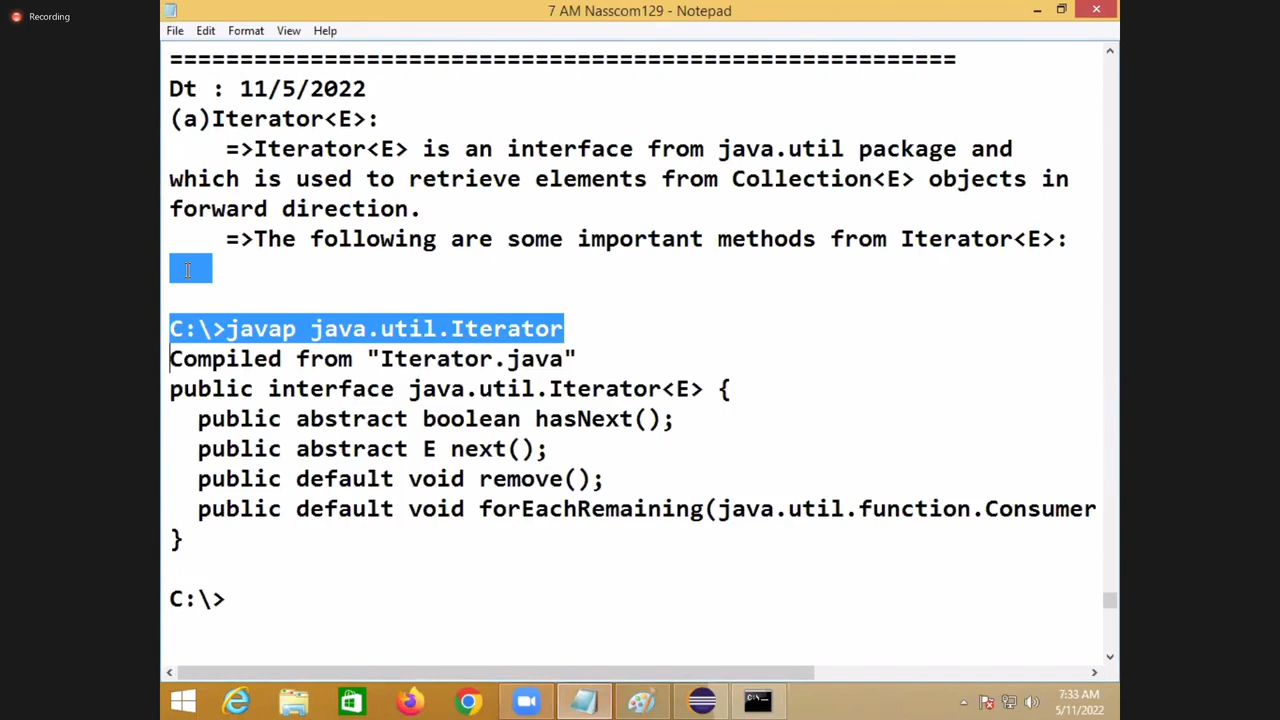 Recording
7 AM Nasscom129 - Notepad
File Edit Format View Help
========================================================
Dt : 11/5/2022
(a)Iterator<E>:
=>Iterator<E> is an interface from java.util package and
which is used to retrieve elements from Collection<E> objects in
forward direction.
=>The following are some important methods from Iterator<E>:
C:\>javap java.util.Iterator
Compiled from "Iterator.java"
public interface java.util.Iterator<E> {
public abstract boolean hasNext();
public abstract E next();
public default void remove();
public default void forEachRemaining(java.util.function.Consumer
}
C:\>
7:33 AM
5/11/2022